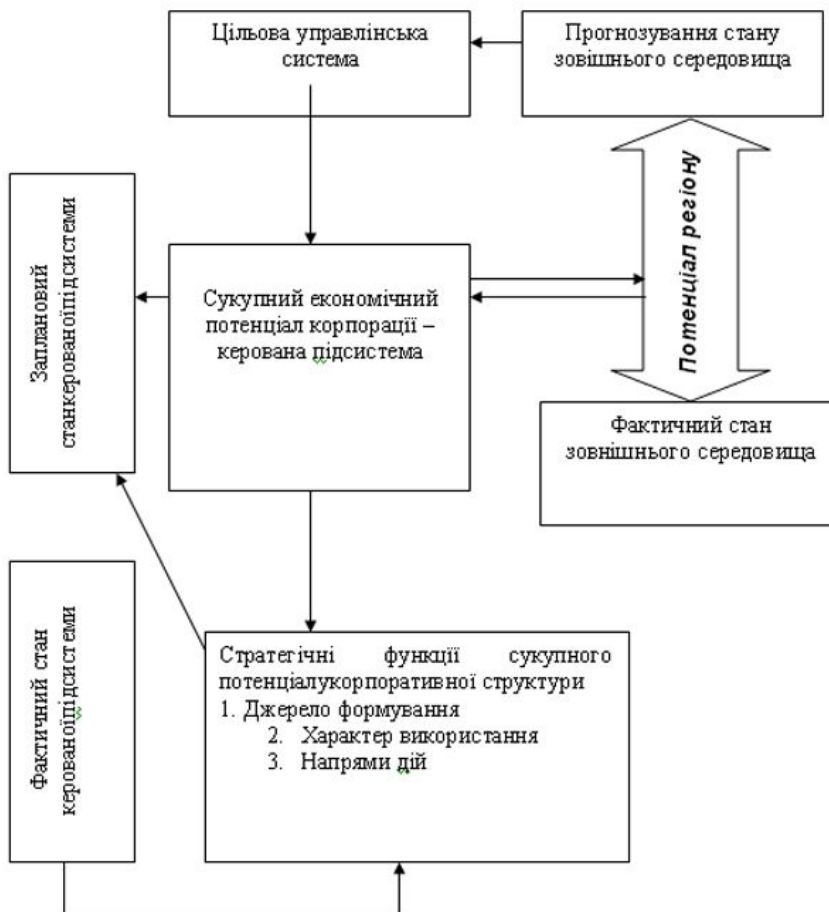 Цільова управлінська
система
Прогнозування стану
зовішнього середовища
Потенціал регіону
Запланований
станкерованоїпідсистеми
Сукупний економічний
потенціал корпорації –
керована підсистема
Фактичний стан
зовнішнього середовища
Фактичний стан
керованоїпідсистеми
Стратегічні функції сукупного
потенціалукорпоративної структури
1. Джерело формування
2. Характер використання
3. Напрями дій